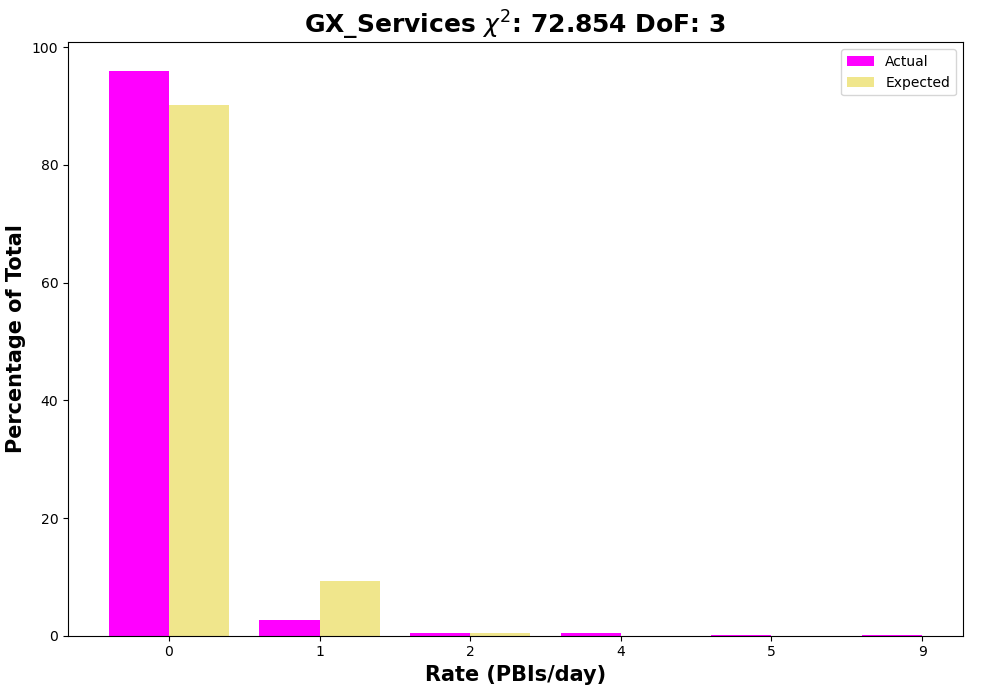 GX_Services χ²: 72.854 DoF: 3
Actual
Expected
Percentage of Total
100
80
60
40
20
0
0 1 2 4 5 9
Rate (PBIs/day)